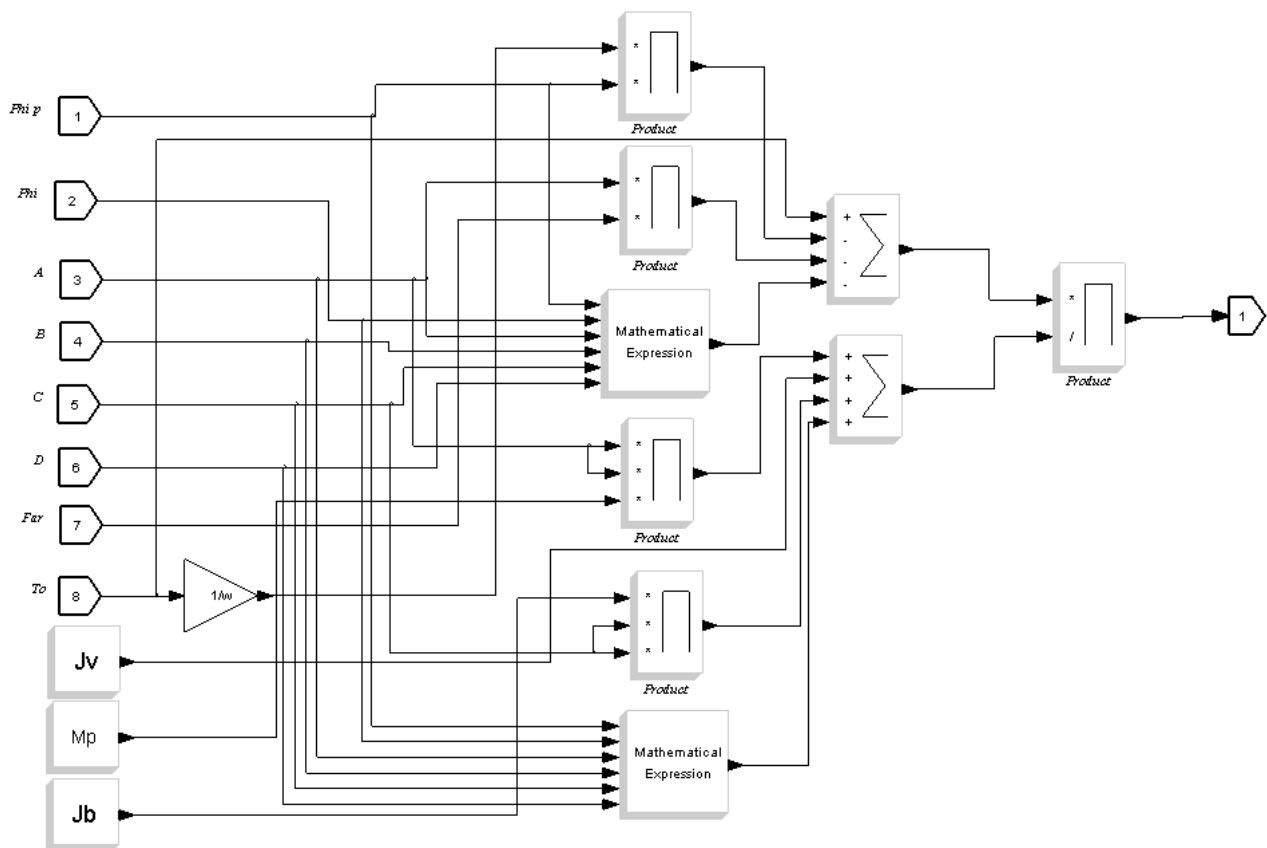 Phi p
1
Phi
2
A
3
B
4
C
5
D
6
Far
7
To
8
1/w
Jv
Mp
Jb
*
*
Product
*
*
Product
Mathematical
Expression
*
*
*
Product
*
*
*
Product
Mathematical
Expression
+
-
-
-
+
+
+
+
*
/
Product
1